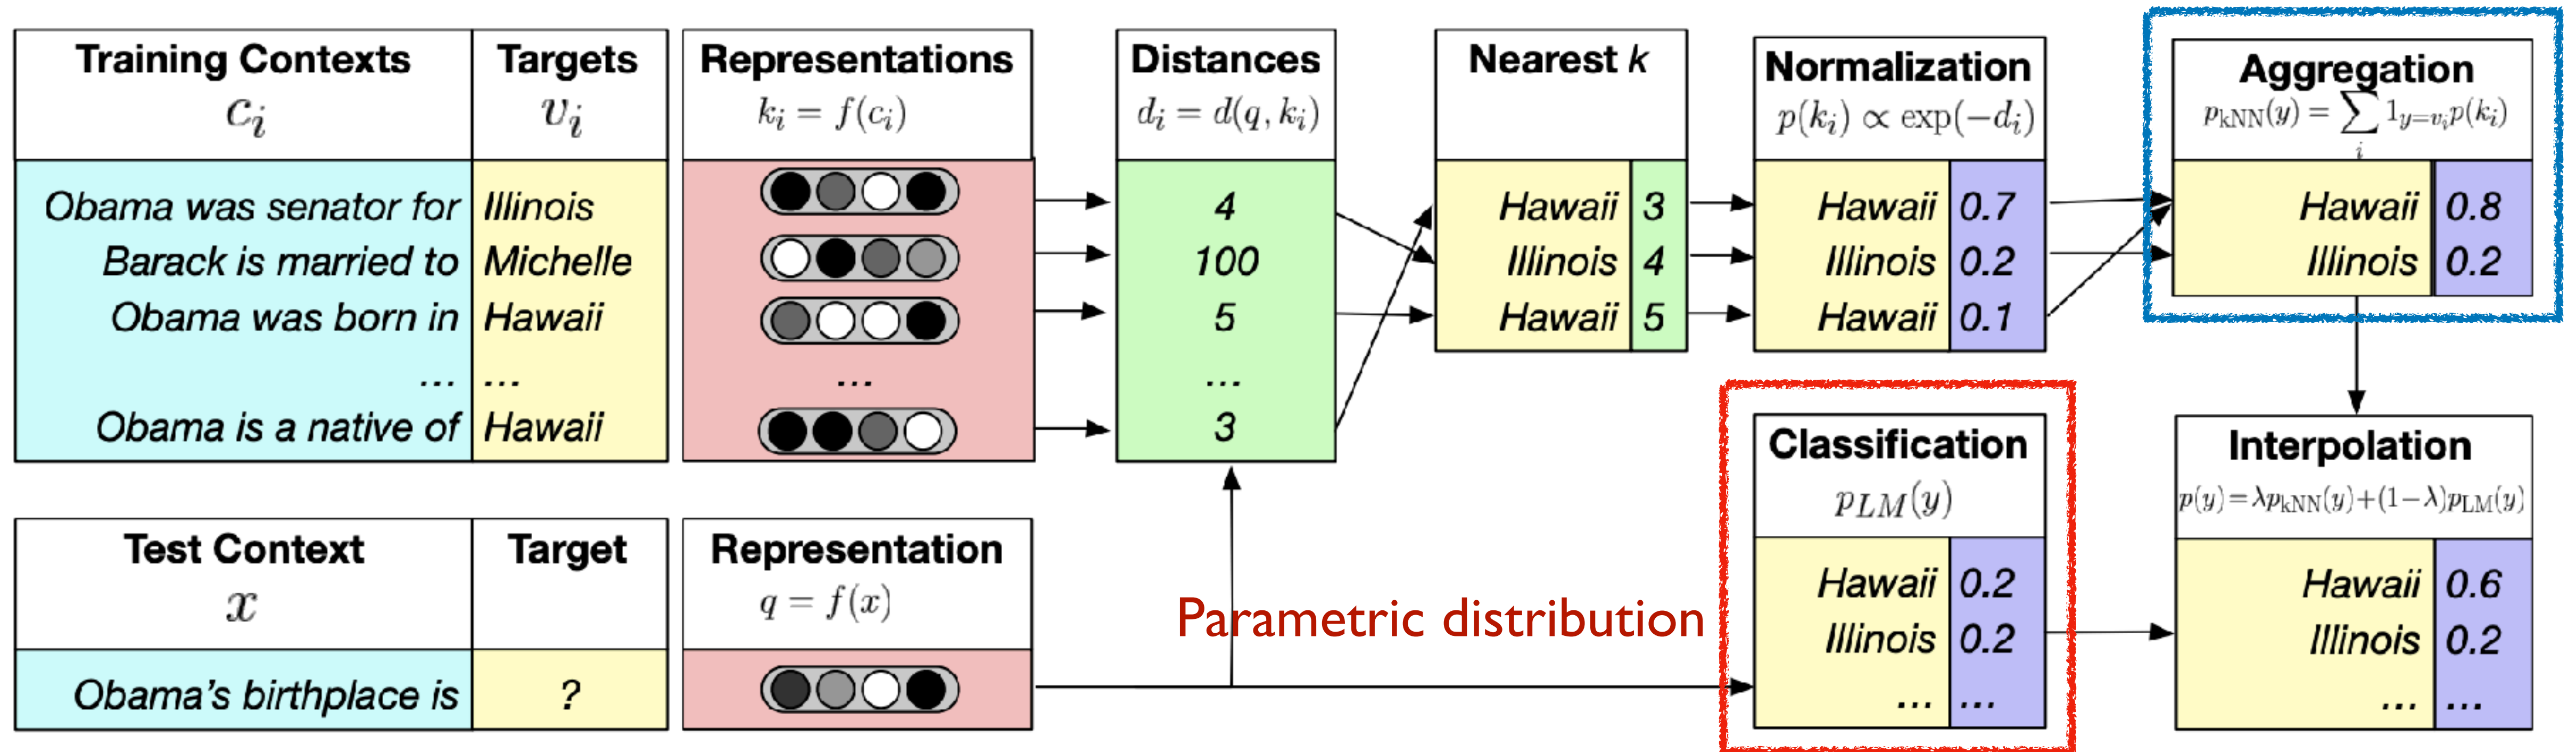 Training Contexts
c_i
Targets
v_i
Obama was senator for Illinois
Barack is married to Michelle
Obama was born in Hawaii
... ...
Obama is a native of Hawaii
Representations
k_i = f(c_i)
...
Distances
d_i = d(q, k_i)
4
100
5
...
3
Nearest k
Hawaii 3
Illinois 4
Hawaii 5
Normalization
p(k_i) ∝ exp(−d_i)
Hawaii 0.7
Illinois 0.2
Hawaii 0.1
Aggregation
p_kNN(y) = ∑_i 1_{y=v_i} p(k_i)
Hawaii 0.8
Illinois 0.2
Test Context
x
Target
Obama's birthplace is ?
Representation
q = f(x)
Parametric distribution
Classification
p_LM(y)
Hawaii 0.2
Illinois 0.2
... ...
Interpolation
p(y) = λp_kNN(y) + (1−λ)p_LM(y)
Hawaii 0.6
Illinois 0.2
... ...